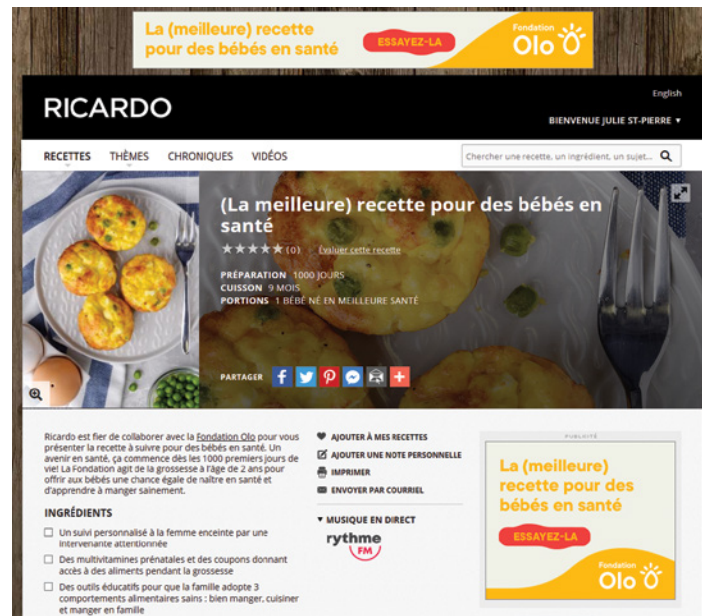 La (meilleure) recette
pour des bébés en santé
ESSAYEZ-LA
Fondation
Olo
RICARDO
English
BIENVENUE JULIE ST-PIERRE ▼
RECETTES THÈMES CHRONIQUES VIDÉOS
Chercher une recette, un ingrédient, un sujet...
(La meilleure) recette pour des bébés en
santé
(0) Évaluer cette recette
PRÉPARATION 1000 JOURS
CUISSON 9 MOIS
PORTIONS 1 BÉBÉ NÉ EN MEILLEURE SANTÉ
PARTAGER
Ricardo est fier de collaborer avec la Fondation Olo pour vous
présenter la recette à suivre pour des bébés en santé. Un
avenir en santé, ça commence dès les 1000 premiers jours de
vie! La Fondation agit de la grossesse à l'âge de 2 ans pour
offrir aux bébés une chance égale de naître en santé et
d'apprendre à manger sainement.
INGRÉDIENTS
Un suivi personnalisé à la femme enceinte par une
intervenante attentionnée
Des multivitamines prénatales et des coupons donnant
accès à des aliments pendant la grossesse
Des outils éducatifs pour que la famille adopte 3
comportements alimentaires sains : bien manger, cuisiner
et manger en famille
AJOUTER À MES RECETTES
AJOUTER UNE NOTE PERSONNELLE
IMPRIMER
ENVOYER PAR COURRIEL
▼ MUSIQUE EN DIRECT
rythme
FM
PUBLICITÉ
La (meilleure)
recette pour des
bébés en santé
ESSAYEZ-LA
Fondation
Olo